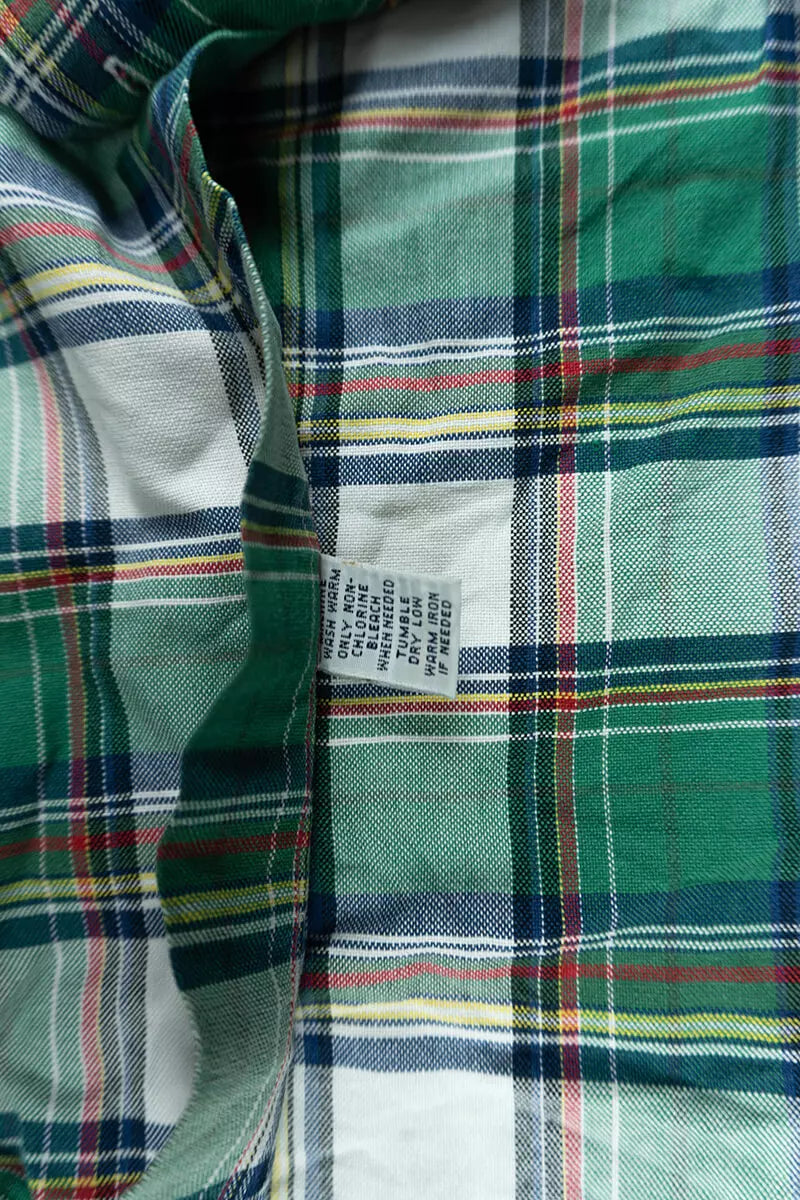 WASH WARM
ONLY NON-
CHLORINE
BLEACH
WHEN NEEDED
TUMBLE
DRY LOW
WARM IRON
IF NEEDED